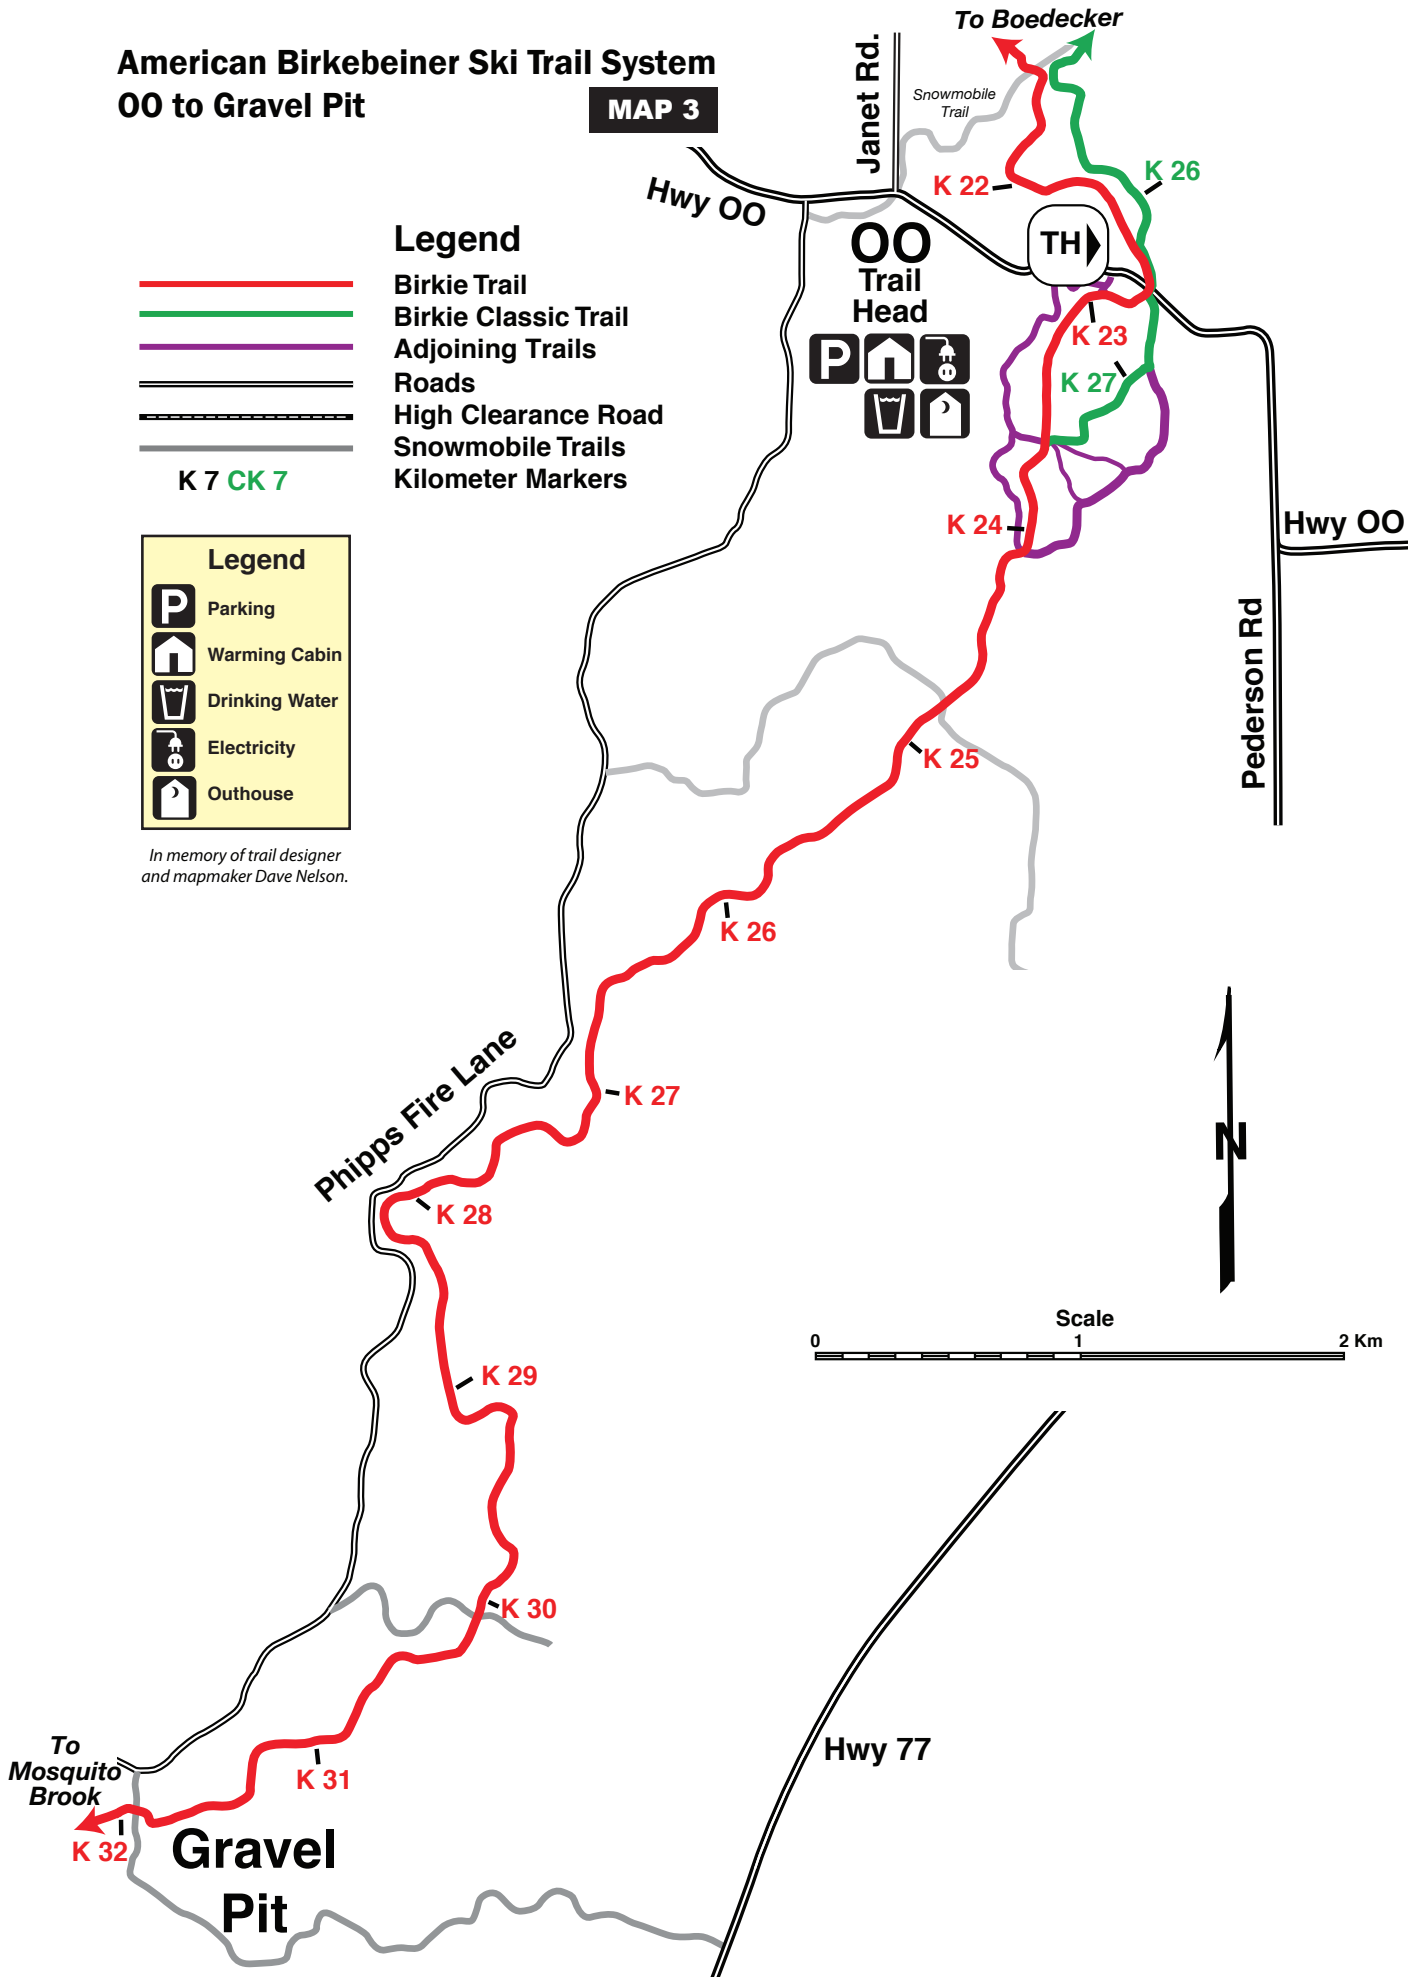 American Birkebeiner Ski Trail System
OO to Gravel Pit
MAP 3
To Boedecker
Janet Rd.
Snowmobile
Trail
K 22
K 26
Hwy OO
TH
OO
Trail
Head
P
K 23
K 27
K 24
Hwy OO
Pederson Rd
Legend
Birkie Trail
Birkie Classic Trail
Adjoining Trails
Roads
High Clearance Road
Snowmobile Trails
K 7 CK 7 Kilometer Markers
Legend
P Parking
Warming Cabin
Drinking Water
Electricity
Outhouse
In memory of trail designer
and mapmaker Dave Nelson.
K 25
K 26
Phipps Fire Lane
K 27
N
K 28
Scale
0 1 2 Km
K 29
K 30
Hwy 77
To
Mosquito
Brook
K 31
K 32
Gravel
Pit